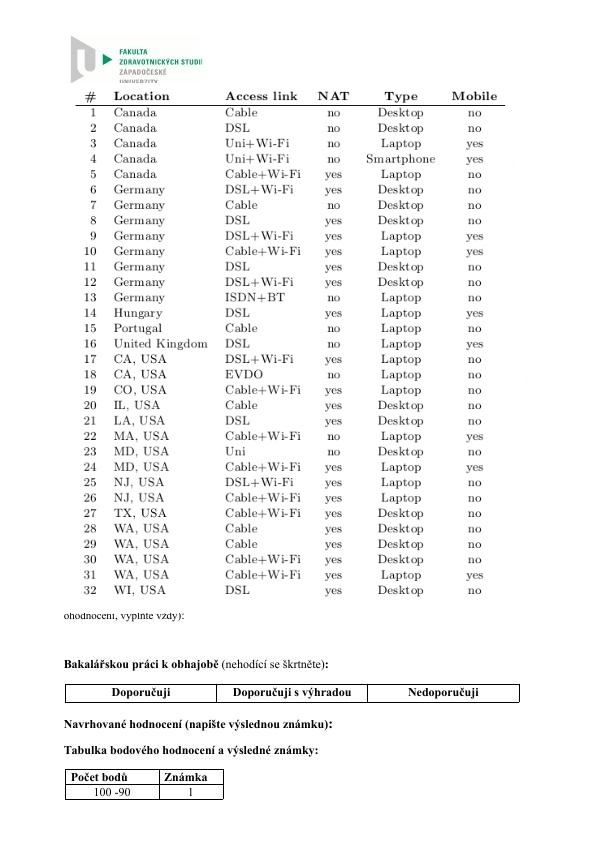 FAKULTA
ZDRAVOTNICKÝCH STUDIÍ
ZÁPADOČESKÉ
UNIVERZITY
# Location Access link NAT Type Mobile
1 Canada Cable no Desktop no
2 Canada DSL no Desktop no
3 Canada Uni+Wi-Fi no Laptop yes
4 Canada Uni+Wi-Fi no Smartphone yes
5 Canada Cable+Wi-Fi yes Laptop no
6 Germany DSL+Wi-Fi yes Desktop no
7 Germany Cable no Desktop no
8 Germany DSL yes Desktop no
9 Germany DSL+Wi-Fi yes Laptop yes
10 Germany Cable+Wi-Fi yes Laptop yes
11 Germany DSL yes Desktop no
12 Germany DSL+Wi-Fi yes Desktop no
13 Germany ISDN+BT no Laptop no
14 Hungary DSL yes Laptop yes
15 Portugal Cable no Laptop no
16 United Kingdom DSL no Laptop yes
17 CA, USA DSL+Wi-Fi yes Laptop no
18 CA, USA EVDO no Laptop no
19 CO, USA Cable+Wi-Fi yes Laptop no
20 IL, USA Cable yes Desktop no
21 LA, USA DSL yes Desktop no
22 MA, USA Cable+Wi-Fi no Laptop yes
23 MD, USA Uni no Desktop no
24 MD, USA Cable+Wi-Fi yes Laptop yes
25 NJ, USA DSL+Wi-Fi yes Laptop no
26 NJ, USA Cable+Wi-Fi yes Laptop no
27 TX, USA Cable+Wi-Fi yes Desktop no
28 WA, USA Cable yes Desktop no
29 WA, USA Cable yes Desktop no
30 WA, USA Cable+Wi-Fi yes Desktop no
31 WA, USA Cable+Wi-Fi yes Laptop yes
32 WI, USA DSL yes Desktop no
ohodnocení, vyplňte vždy):
Bakalářskou práci k obhajobě (nehodící se škrtněte):
Doporučuji Doporučuji s výhradou Nedoporučuji
Navrhované hodnocení (napište výslednou známku):
Tabulka bodového hodnocení a výsledné známky:
Počet bodů Známka
100 -90 1